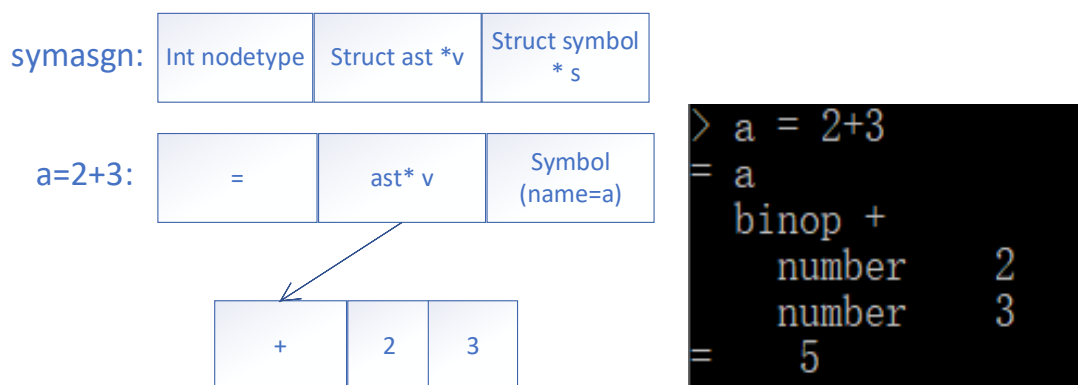 symasgn:
Int nodetype
Struct ast *v
Struct symbol
* s
a=2+3:
=
ast* v
Symbol
(name=a)
+
2
3
> a = 2+3
= a
binop +
number 2
number 3
= 5